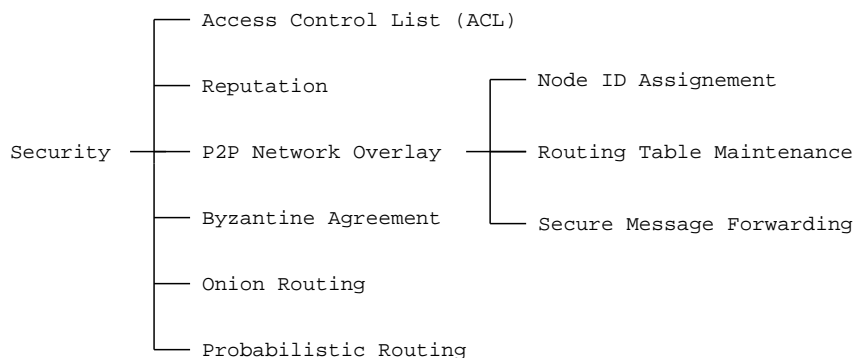 Access Control List (ACL)
Reputation
Node ID Assignement
Security
P2P Network Overlay
Routing Table Maintenance
Byzantine Agreement
Secure Message Forwarding
Onion Routing
Probabilistic Routing